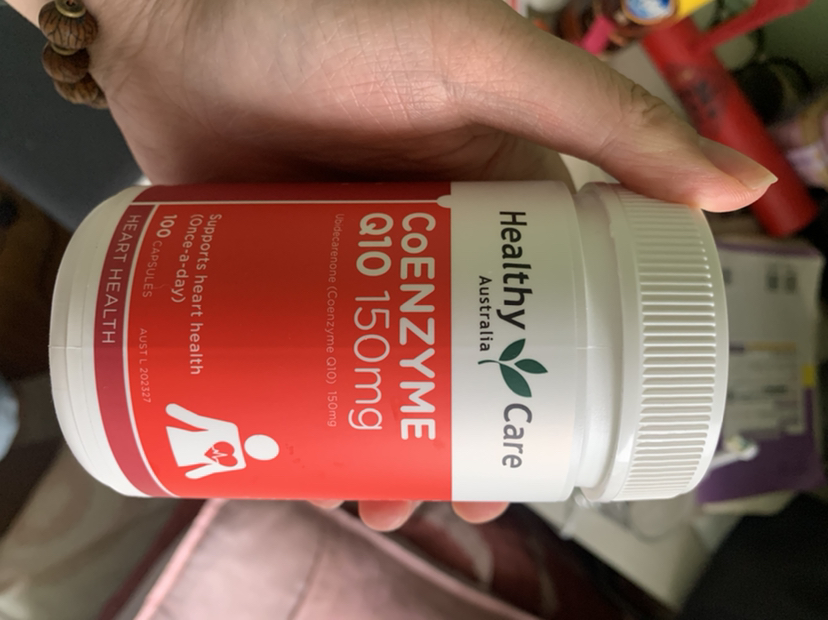 Healthy Care
Australia
CoENZYME
Q10 150mg
Ubidecarenone (Coenzyme Q10) 150mg
Supports heart health
(Once-a-day)
100 CAPSULES
AUST L 202327
HEART HEALTH